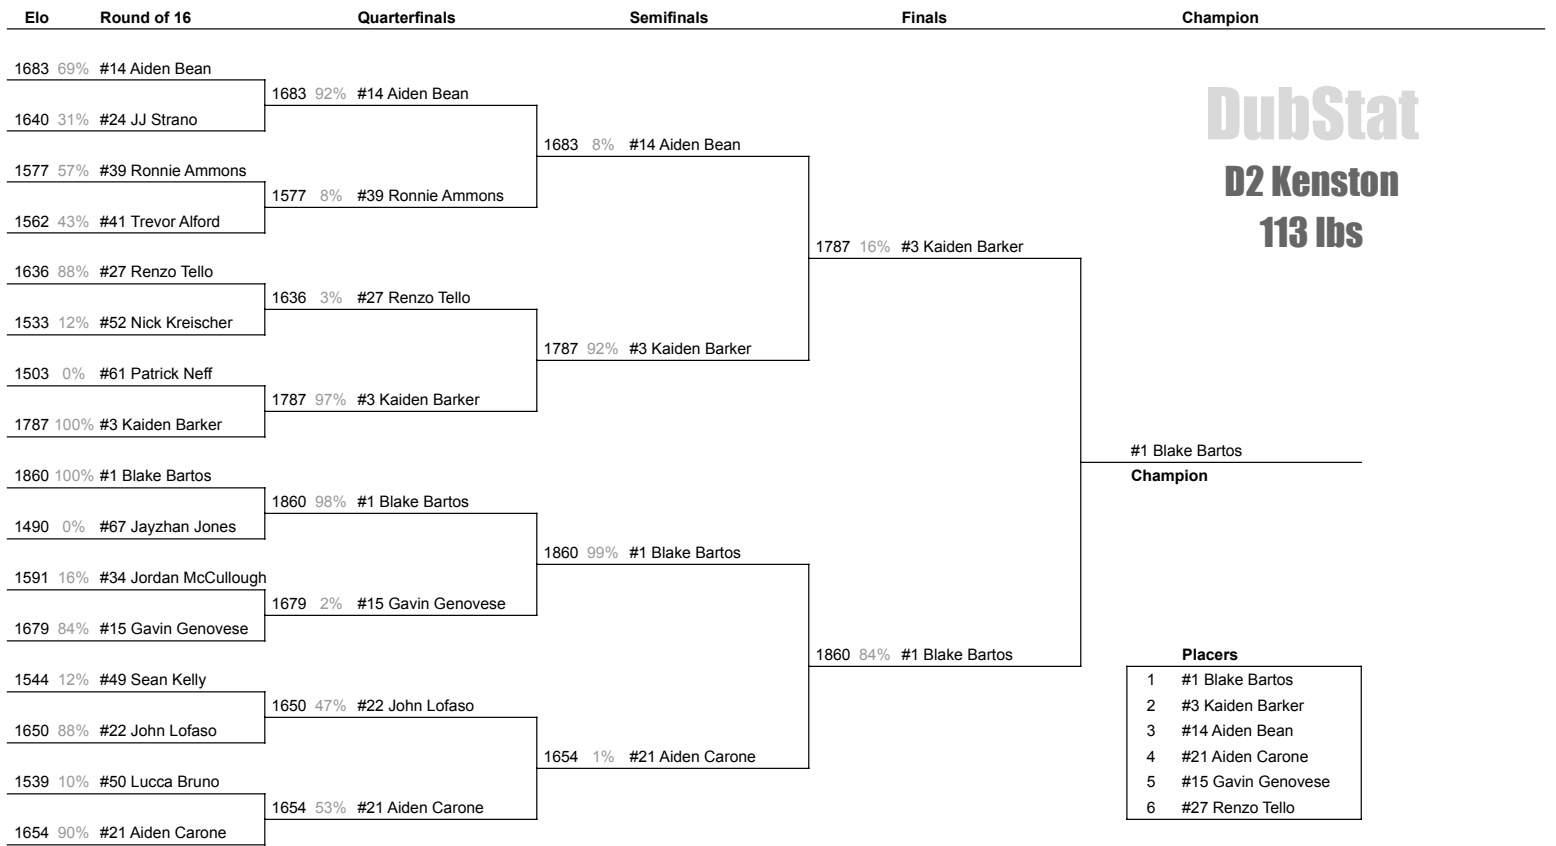 Elo Round of 16 Quarterfinals Semifinals Finals Champion
1683 69% #14 Aiden Bean
1683 92% #14 Aiden Bean
DubStat
1640 31% #24 JJ Strano
1683 8% #14 Aiden Bean
1577 57% #39 Ronnie Ammons
D2 Kenston
1577 8% #39 Ronnie Ammons
1562 43% #41 Trevor Alford
113 lbs
1787 16% #3 Kaiden Barker
1636 88% #27 Renzo Tello
1636 3% #27 Renzo Tello
1533 12% #52 Nick Kreischer
1787 92% #3 Kaiden Barker
1503 0% #61 Patrick Neff
1787 97% #3 Kaiden Barker
1787 100% #3 Kaiden Barker
#1 Blake Bartos
1860 100% #1 Blake Bartos
Champion
1860 98% #1 Blake Bartos
1490 0% #67 Jayzhan Jones
1860 99% #1 Blake Bartos
1591 16% #34 Jordan McCullough
1679 2% #15 Gavin Genovese
1679 84% #15 Gavin Genovese
1860 84% #1 Blake Bartos
Placers
1544 12% #49 Sean Kelly
1 #1 Blake Bartos
1650 47% #22 John Lofaso
2 #3 Kaiden Barker
1650 88% #22 John Lofaso
3 #14 Aiden Bean
1654 1% #21 Aiden Carone
4 #21 Aiden Carone
1539 10% #50 Lucca Bruno
5 #15 Gavin Genovese
1654 53% #21 Aiden Carone
6 #27 Renzo Tello
1654 90% #21 Aiden Carone